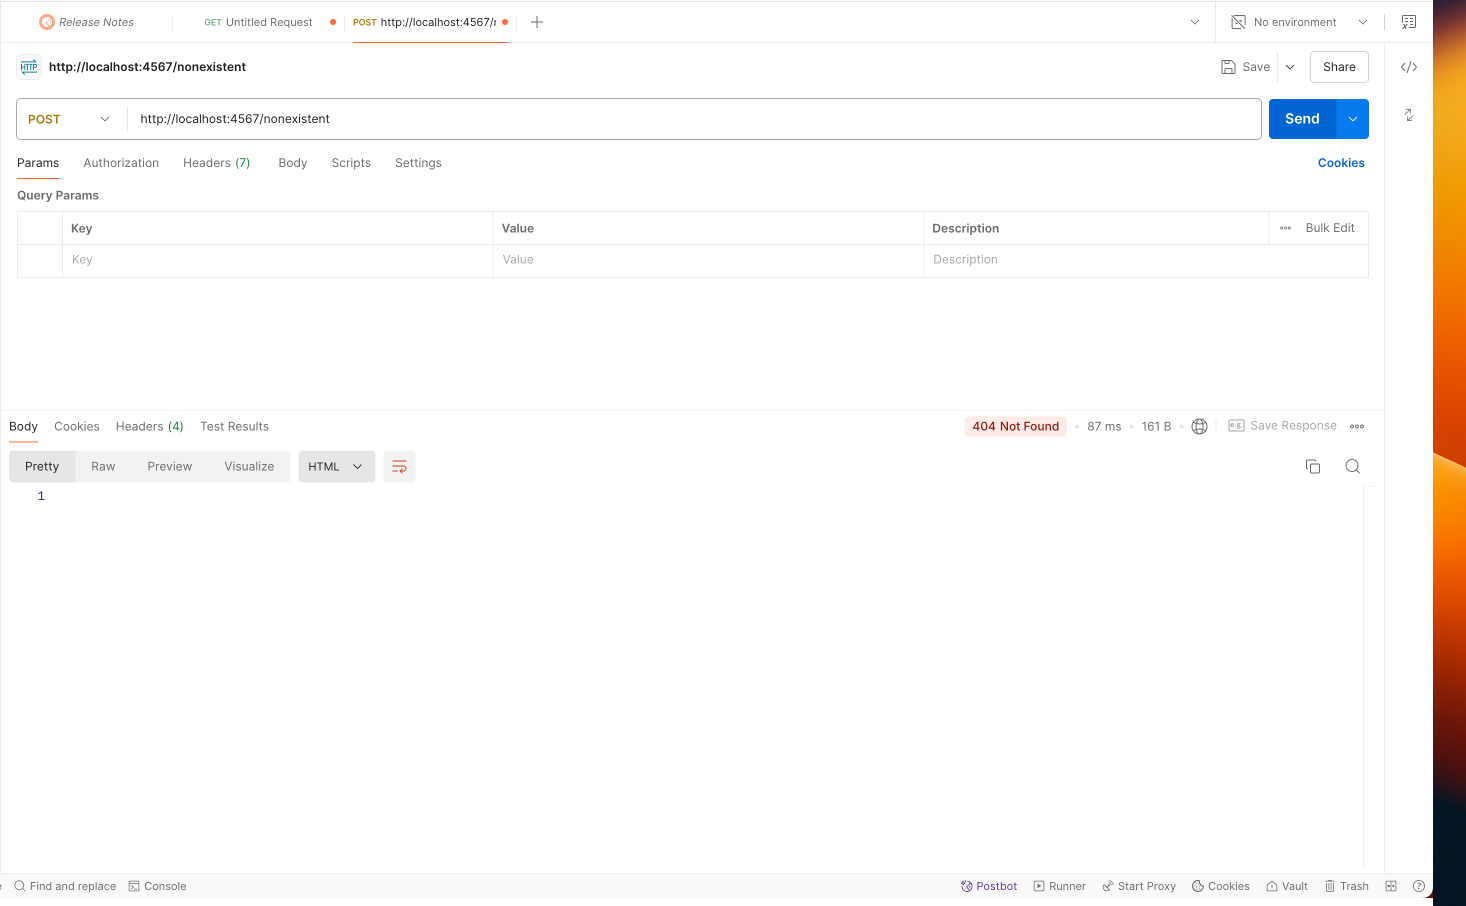 Release Notes GET Untitled Request POST http://localhost:4567/ No environment
HTTP http://localhost:4567/nonexistent Save Share
POST http://localhost:4567/nonexistent Send
Params Authorization Headers (7) Body Scripts Settings Cookies
Query Params
Key Value Description Bulk Edit
Key Value Description
Body Cookies Headers (4) Test Results 404 Not Found 87 ms 161 B e.g. Save Response
Pretty Raw Preview Visualize HTML
1
Find and replace Console Postbot Runner Start Proxy Cookies Vault Trash